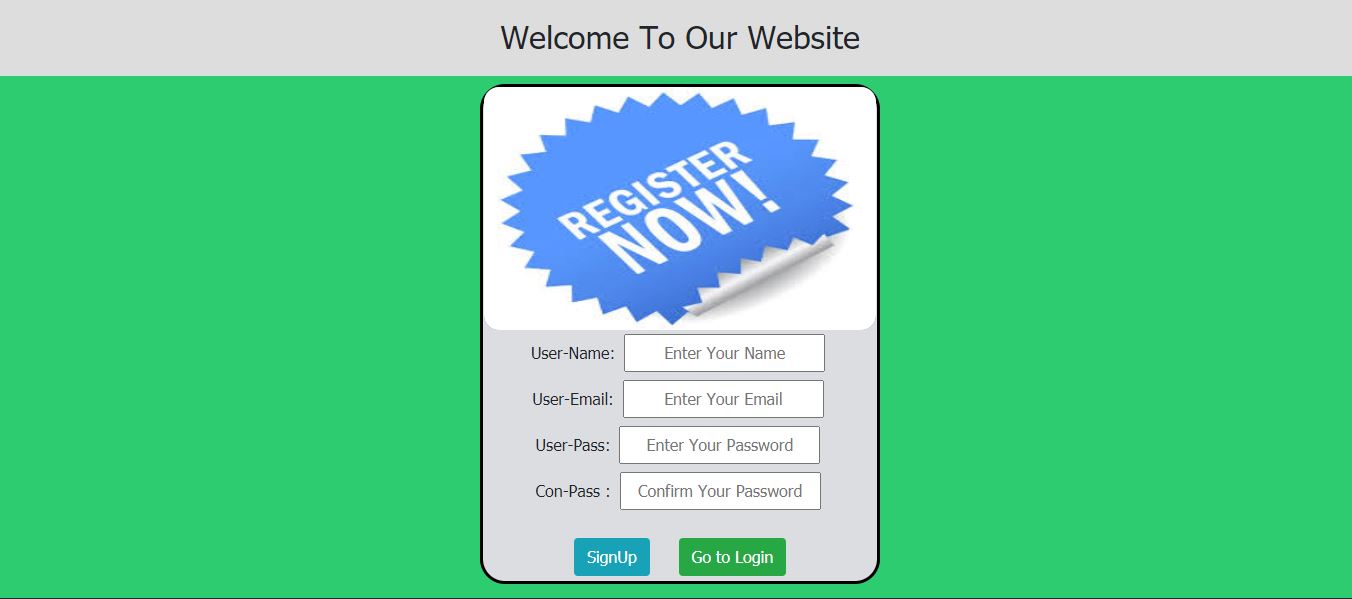 Welcome To Our Website
REGISTER
NOW!
User-Name: Enter Your Name
User-Email: Enter Your Email
User-Pass: Enter Your Password
Con-Pass : Confirm Your Password
SignUp Go to Login